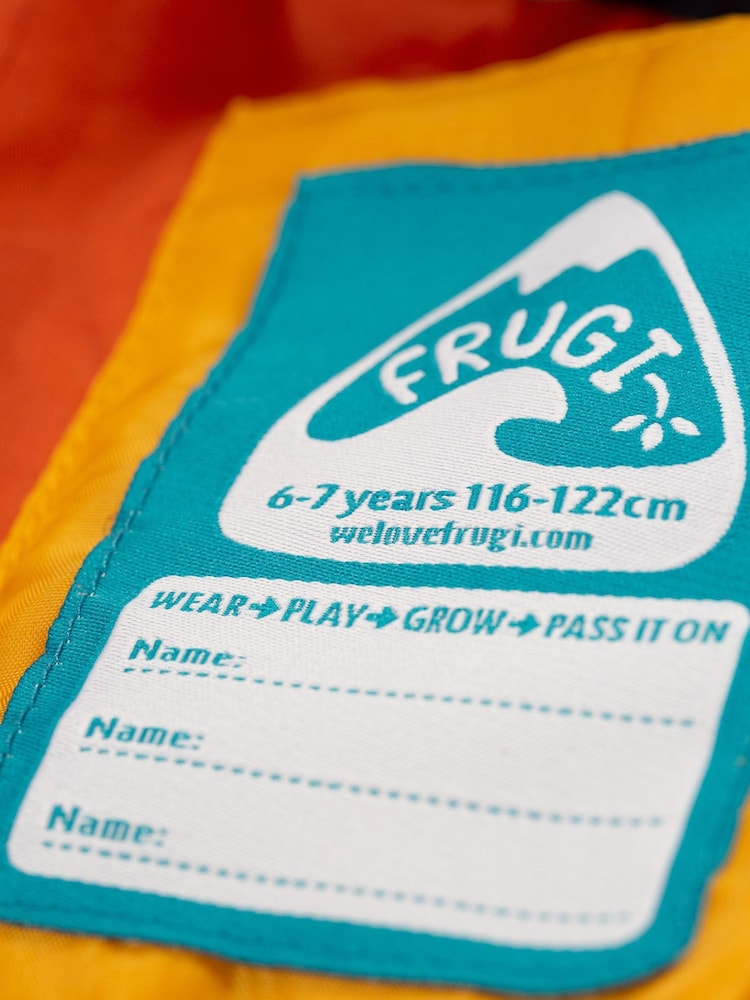 FRUGI
6-7 years 116-122cm
welovefrugi.com
WEAR➔PLAY➔GROW➔PASS IT ON
Name:
Name:
Name: